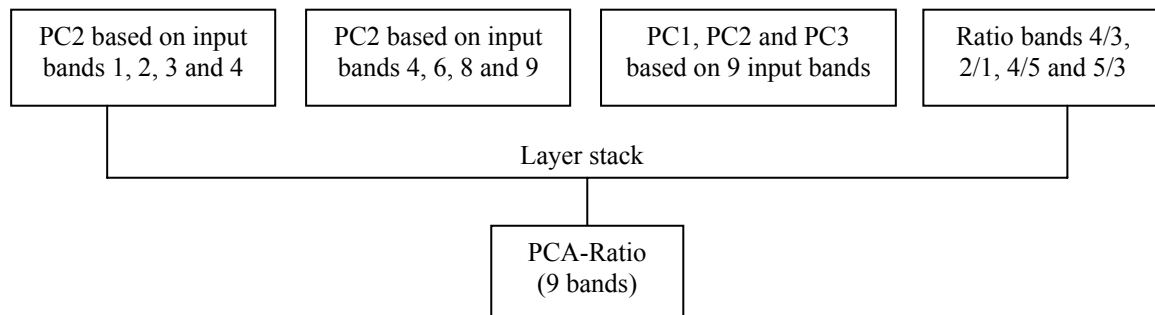 PC2 based on input
bands 1, 2, 3 and 4
PC2 based on input
bands 4, 6, 8 and 9
PC1, PC2 and PC3
based on 9 input bands
Ratio bands 4/3,
2/1, 4/5 and 5/3
Layer stack
PCA-Ratio
(9 bands)